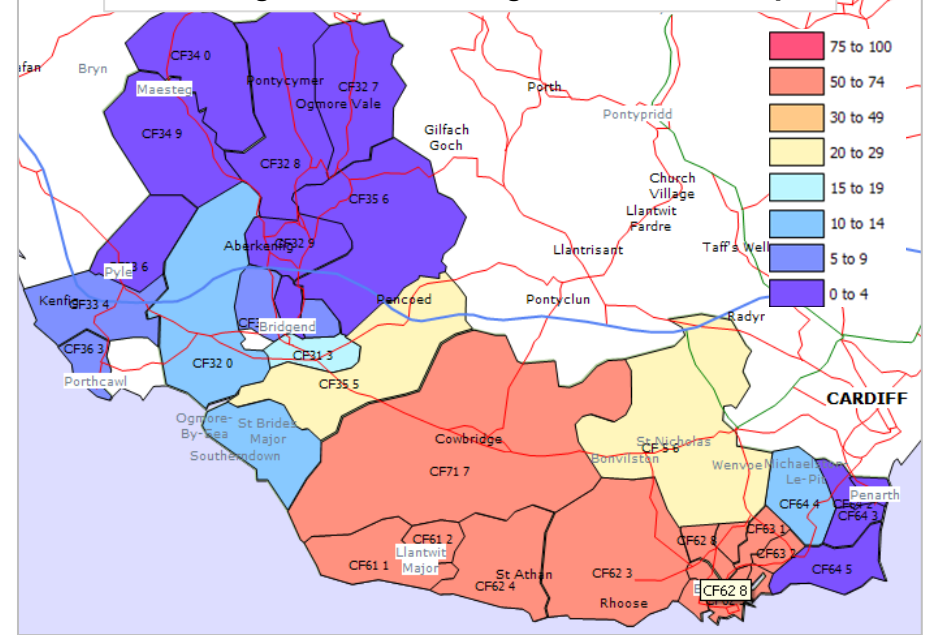 CF34 0
Bryn
Maesteg
Pontycymer
CF32 7
Ogmore Vale
Porth
Pontypridd
CF34 9
Gilfach
Goch
CF32 8
CF35 6
Church
Village
Llantwit
Fardre
Aberkenfig
CF32 9
Llantrisant
Taff's Well
Pyle
Kenfig
CF33 4
Pencoed
Pontyclun
Radyr
Bridgend
CF36 3
CF32 0
CF31 3
Porthcawl
CF35 5
CARDIFF
Ogmore-
By-Sea
St Brides
Major
Southerndown
Cowbridge
St Nicholas
Bonvilston
Wenvoe
CF71 7
CF64 4
Penarth
CF64 3
CF61 2
CF62 8
CF63 1
Llantwit
Major
CF63 2
CF61 1
St Athan
CF62 4
CF62 3
CF64 5
CF62 8
Rhoose
75 to 100
50 to 74
30 to 49
20 to 29
15 to 19
10 to 14
5 to 9
0 to 4